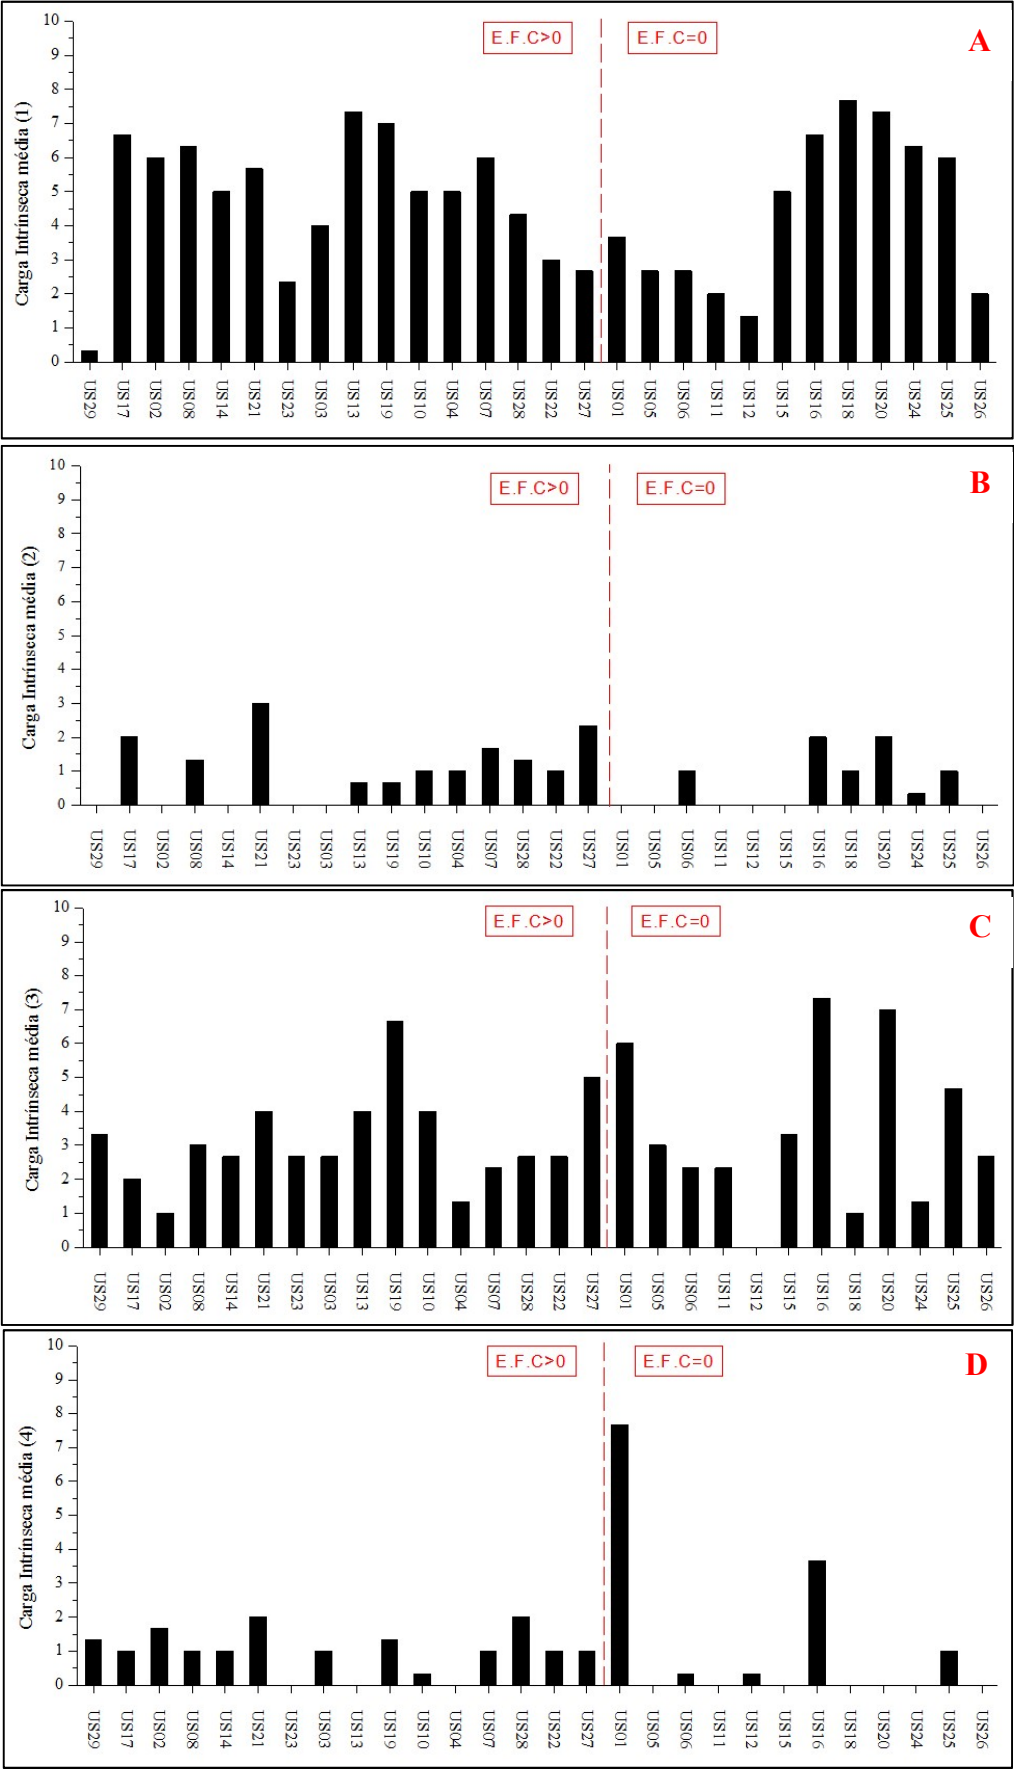 A
E.F.C>0
E.F.C=0
Carga Intrínseca média (1)
10
9
8
7
6
5
4
3
2
1
0
US29 US17 US02 US08 US14 US21 US23 US03 US13 US19 US10 US04 US07 US28 US22 US27 US01 US05 US06 US11 US12 US15 US16 US18 US20 US24 US25 US26
B
E.F.C>0
E.F.C=0
Carga Intrínseca média (2)
10
9
8
7
6
5
4
3
2
1
0
US29 US17 US02 US08 US14 US21 US23 US03 US13 US19 US10 US04 US07 US28 US22 US27 US01 US05 US06 US11 US12 US15 US16 US18 US20 US24 US25 US26
C
E.F.C>0
E.F.C=0
Carga Intrínseca média (3)
10
9
8
7
6
5
4
3
2
1
0
US29 US17 US02 US08 US14 US21 US23 US03 US13 US19 US10 US04 US07 US28 US22 US27 US01 US05 US06 US11 US12 US15 US16 US18 US20 US24 US25 US26
D
E.F.C>0
E.F.C=0
Carga Intrínseca média (4)
10
9
8
7
6
5
4
3
2
1
0
US29 US17 US02 US08 US14 US21 US23 US03 US13 US19 US10 US04 US07 US28 US22 US27 US01 US05 US06 US11 US12 US15 US16 US18 US20 US24 US25 US26